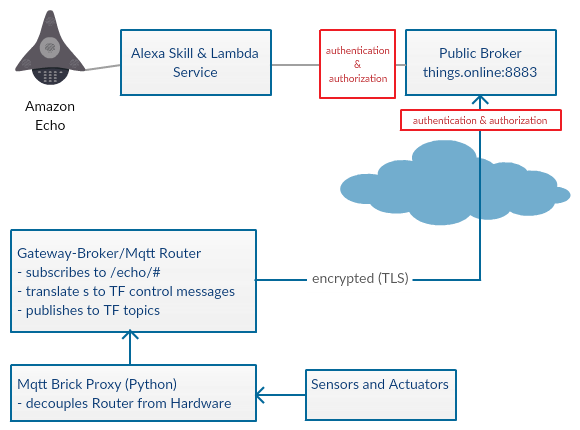 Alexa Skill & Lambda
Service
authentication
&
authorization
Public Broker
things.online:8883
Amazon
Echo
authentication & authorization
Gateway-Broker/Mqtt Router
- subscribes to /echo/#
- translate s to TF control messages
- publishes to TF topics
encrypted (TLS)
Mqtt Brick Proxy (Python)
- decouples Router from Hardware
Sensors and Actuators